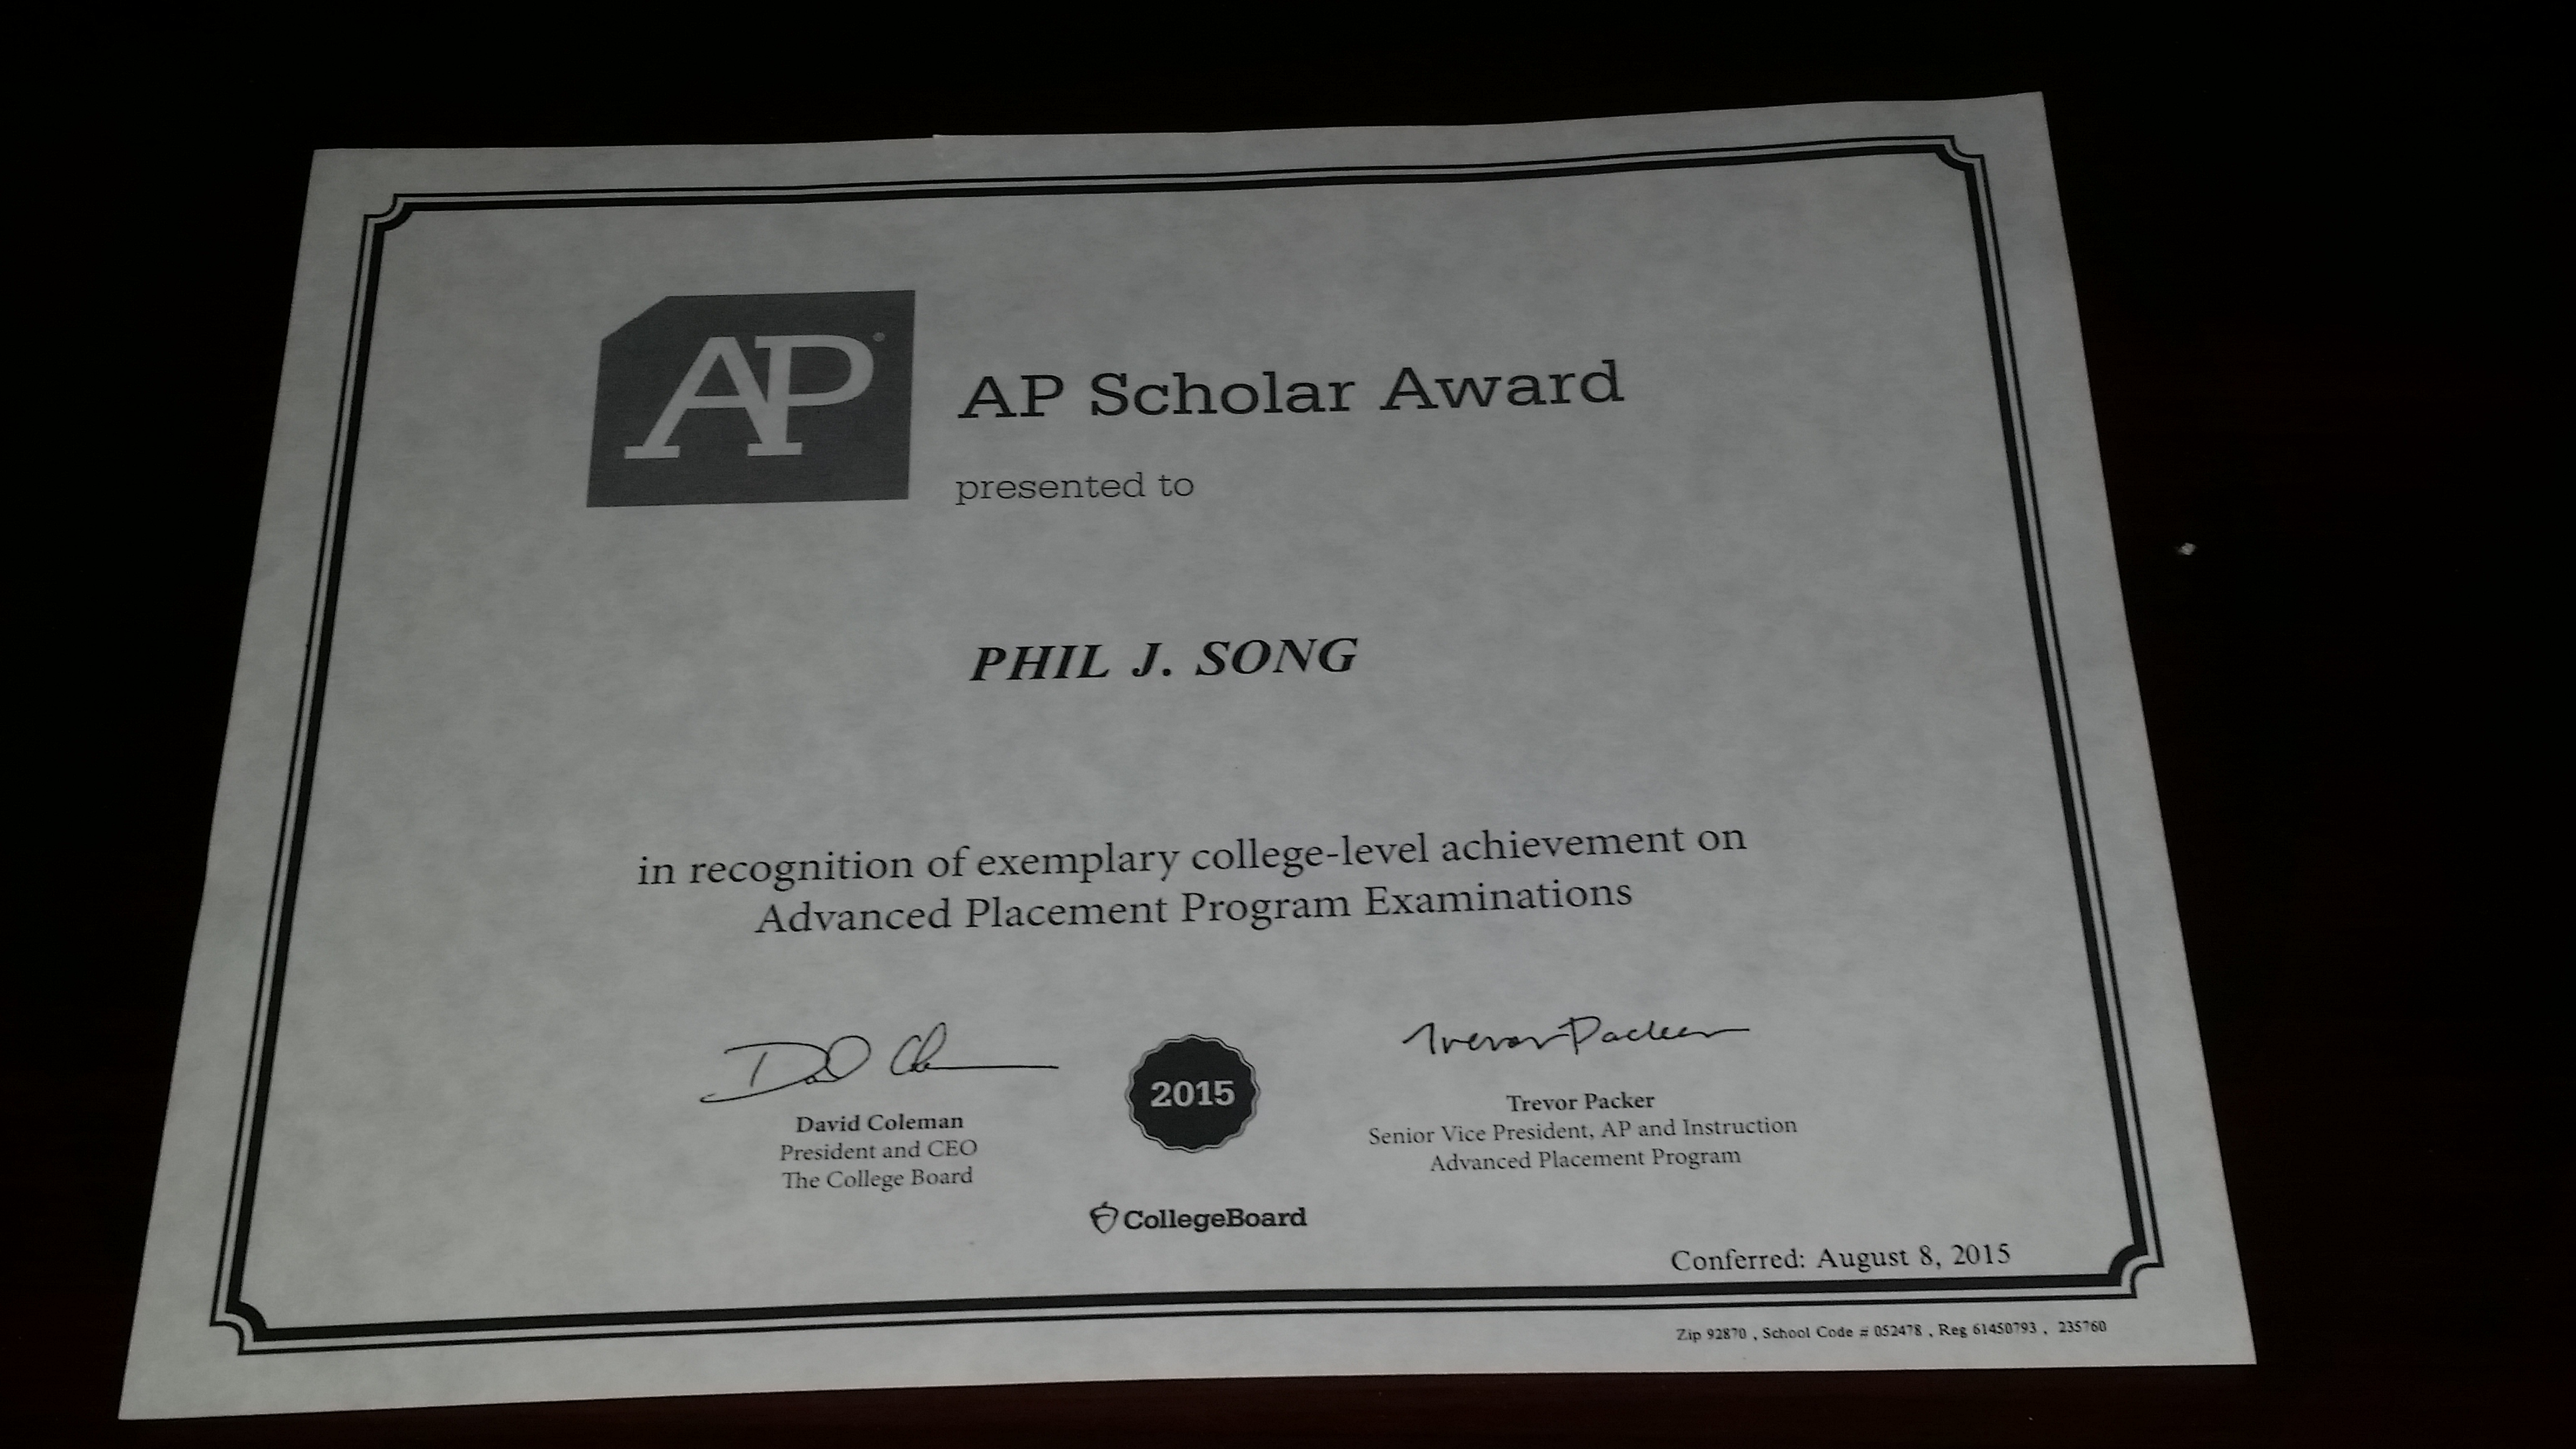 AP
AP Scholar Award
presented to
PHIL J. SONG
in recognition of exemplary college-level achievement on
Advanced Placement Program Examinations
David Coleman
President and CEO
The College Board
2015
Trevor Packer
Trevor Packer
Senior Vice President, AP and Instruction
Advanced Placement Program
CollegeBoard
Conferred: August 8, 2015
Zip 92870 , School Code # 052478 , Reg 61450793 , 235760